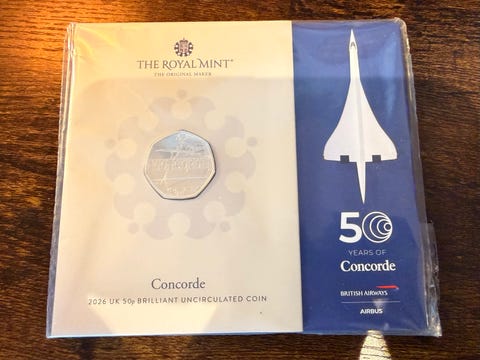 THE ROYAL MINT®
THE ORIGINAL MAKER
Concorde
2026 UK 50p BRILLIANT UNCIRCULATED COIN
50
YEARS OF
Concorde
BRITISH AIRWAYS
AIRBUS